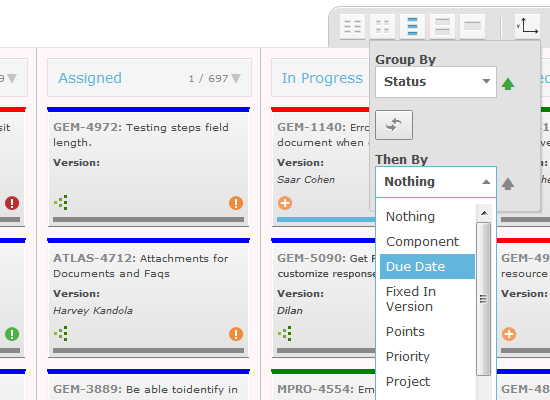 Group By
Status
Then By
Nothing
Nothing
Component
Due Date
Fixed In
Version
Points
Priority
Project
9
Assigned
1 / 697
In Progress
sit
GEM-4972: Testing steps field
length.
Version:
ATLAS-4712: Attachments for
Documents and Faqs
Version:
Harvey Kandola
GEM-3889: Be able toidentify in
GEM-1140: Erro
document when
Version:
Saar Cohen
GEM-5090: Get F
customize response
Version:
Dilan
MPRO-4554: Em
GEM-49
resource
Version:
GEM-48